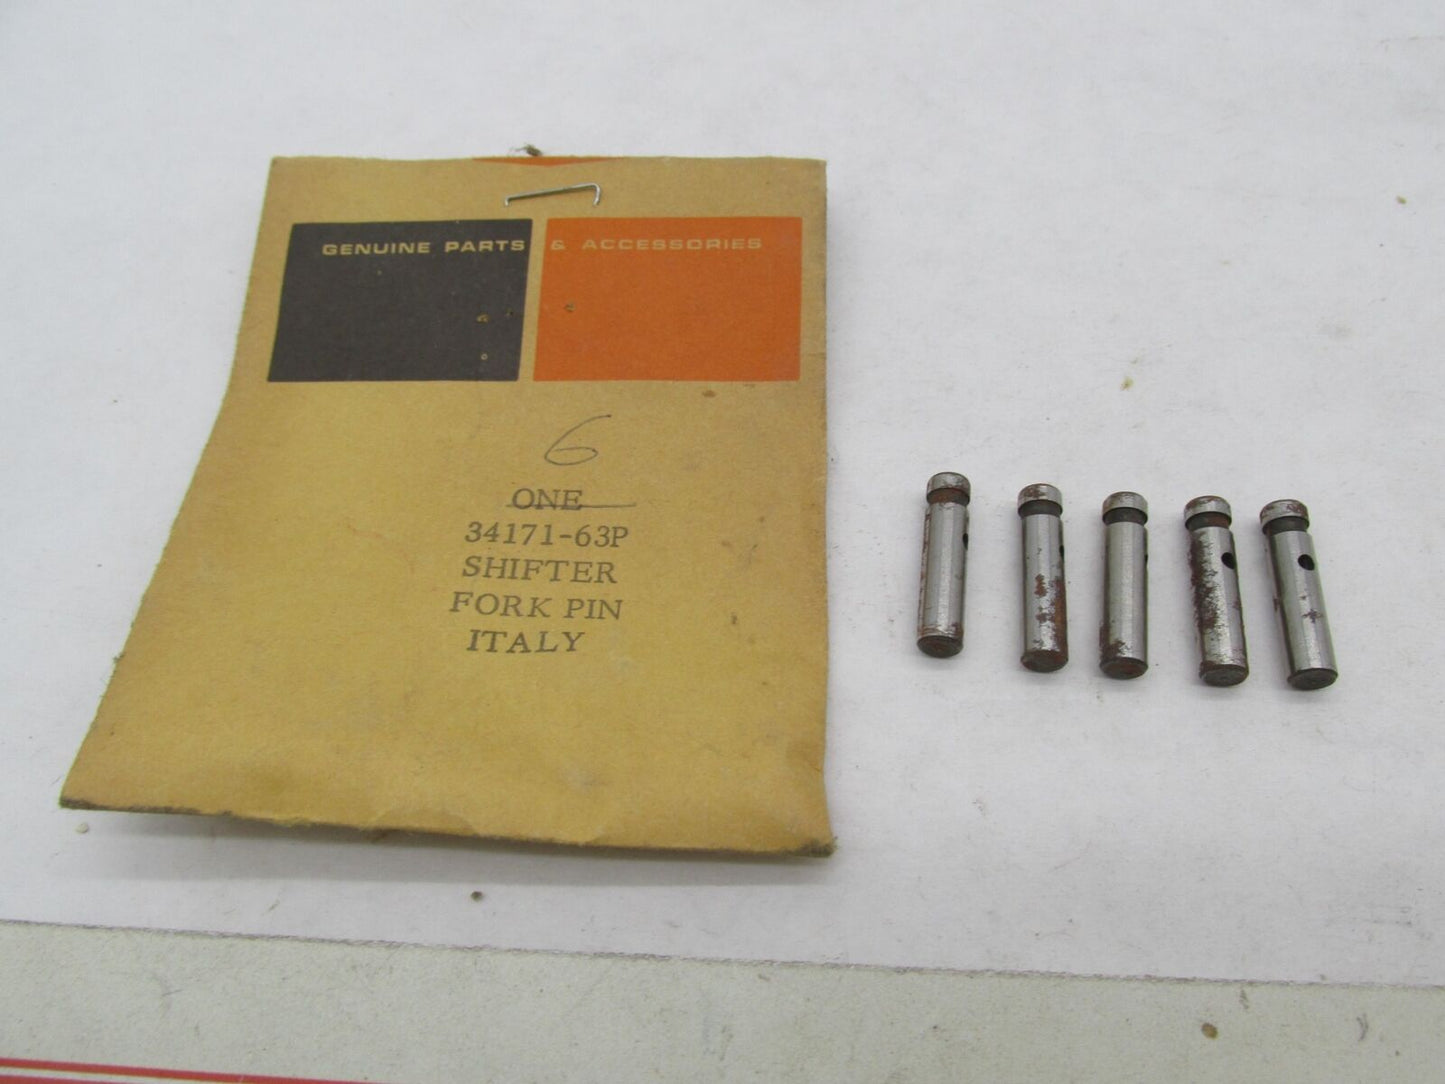 GENUINE PARTS & ACCESSORIES
6
ONE
34171-63P
SHIFTER
FORK PIN
ITALY